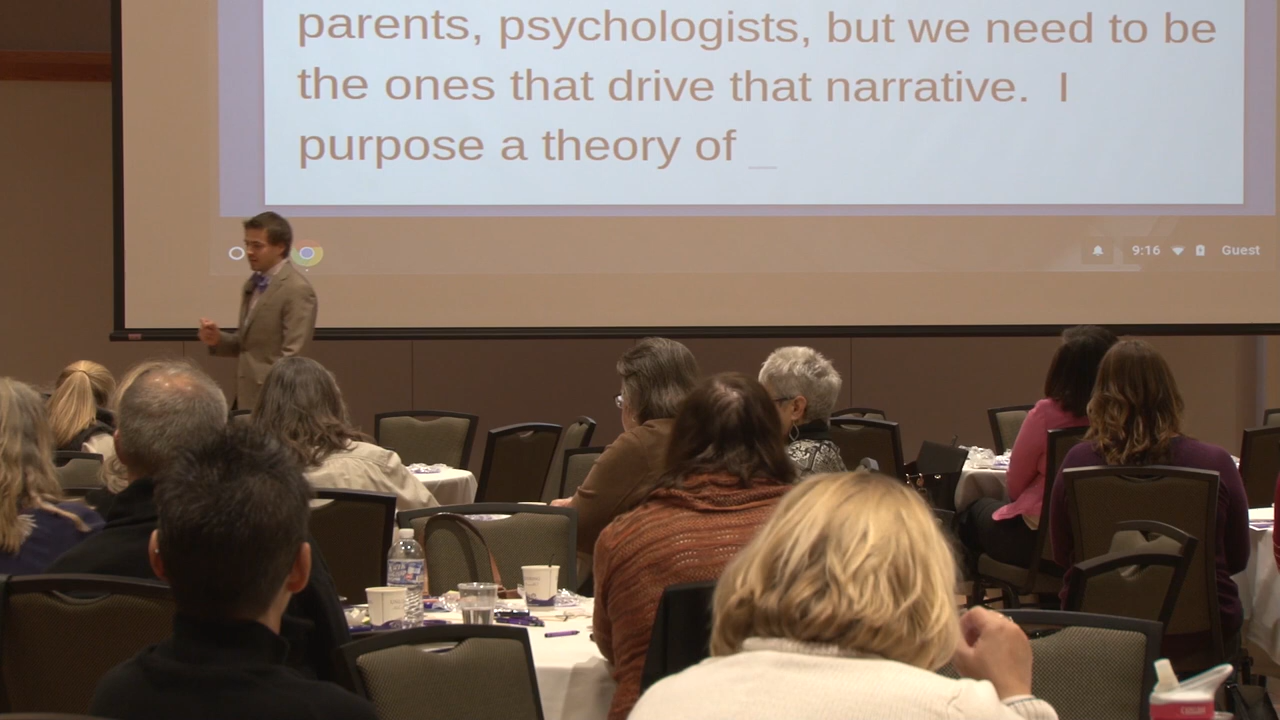 parents, psychologists, but we need to be
the ones that drive that narrative. I
purpose a theory of _
9:16 Guest